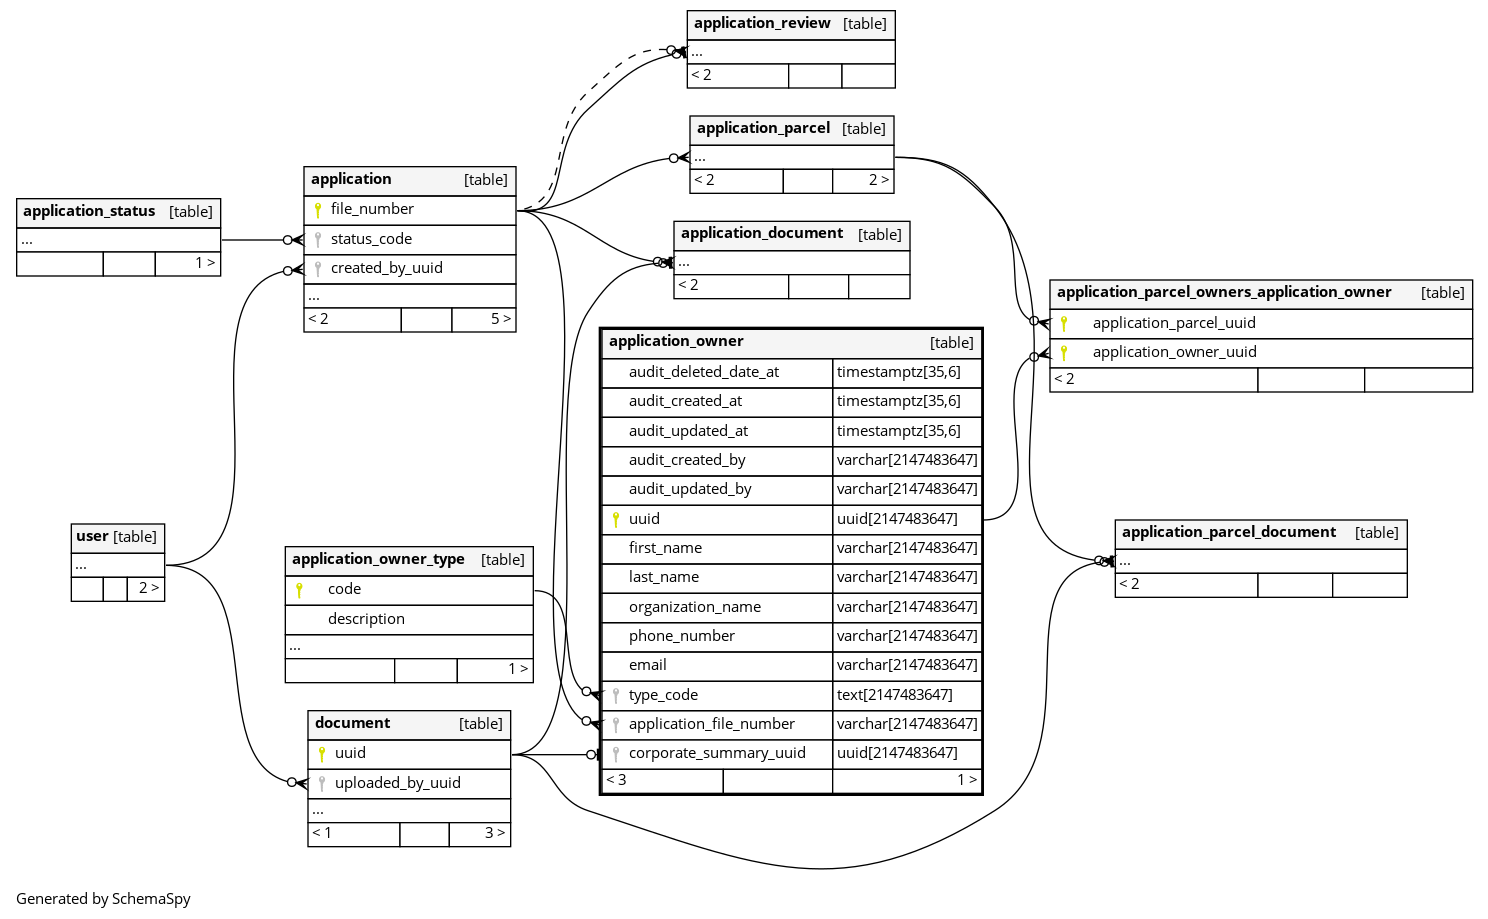 application_review [table]
...
< 2
application_parcel [table]
...
< 2 2 >
application [table]
file_number
status_code
created_by_uuid
...
< 2 5 >
application_status [table]
...
1 >
application_document [table]
...
< 2
application_parcel_owners_application_owner [table]
application_parcel_uuid
application_owner_uuid
< 2
application_owner [table]
audit_deleted_date_at timestamptz[35,6]
audit_created_at timestamptz[35,6]
audit_updated_at timestamptz[35,6]
audit_created_by varchar[2147483647]
audit_updated_by varchar[2147483647]
uuid uuid[2147483647]
first_name varchar[2147483647]
last_name varchar[2147483647]
organization_name varchar[2147483647]
phone_number varchar[2147483647]
email varchar[2147483647]
type_code text[2147483647]
application_file_number varchar[2147483647]
corporate_summary_uuid uuid[2147483647]
< 3 1 >
user [table]
...
2 >
application_owner_type [table]
code
description
...
1 >
application_parcel_document [table]
...
< 2
document [table]
uuid
uploaded_by_uuid
...
< 1 3 >
Generated by SchemaSpy